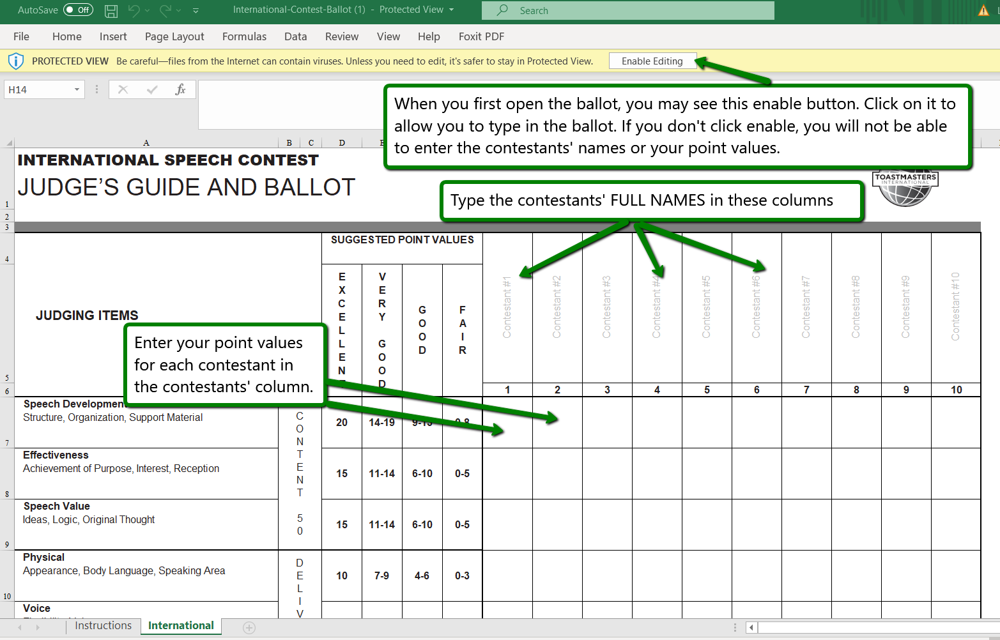 AutoSave Off International-Contest-Ballot (1) - Protected View Search
File Home Insert Page Layout Formulas Data Review View Help Foxit PDF
PROTECTED VIEW Be careful—files from the Internet can contain viruses. Unless you need to edit, it's safer to stay in Protected View. Enable Editing
H14 fx
When you first open the ballot, you may see this enable button. Click on it to
allow you to type in the ballot. If you don't click enable, you will not be able
to enter the contestants' names or your point values.
A B C D
INTERNATIONAL SPEECH CONTEST
JUDGE'S GUIDE AND BALLOT
TOASTMASTERS
INTERNATIONAL
Type the contestants' FULL NAMES in these columns
1
2
3
4
5
6
7
8
9
10
SUGGESTED POINT VALUES
JUDGING ITEMS
EXCELLENT
VERY GOOD
GOOD
FAIR
Contestant #1
Contestant #2
Contestant #3
Contestant #4
Contestant #5
Contestant #6
Contestant #7
Contestant #8
Contestant #9
Contestant #10
1 2 3 4 5 6 7 8 9 10
Enter your point values
for each contestant in
the contestants' column.
Speech Development
Structure, Organization, Support Material
20 14-19 9-13 0-8
Effectiveness
Achievement of Purpose, Interest, Reception
15 11-14 6-10 0-5
Speech Value
Ideas, Logic, Original Thought
15 11-14 6-10 0-5
CONTENT 50
Physical
Appearance, Body Language, Speaking Area
10 7-9 4-6 0-3
DELIV
Voice
Instructions International